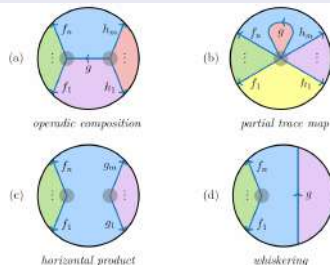 (a)
f_n
h_m
g
f_1
h_1
operadic composition
(b)
f_n
g
h_m
f_1
h_1
partial trace map
(c)
f_n
g_m
f_1
g_1
horizontal product
(d)
f_n
g
f_1
whiskering